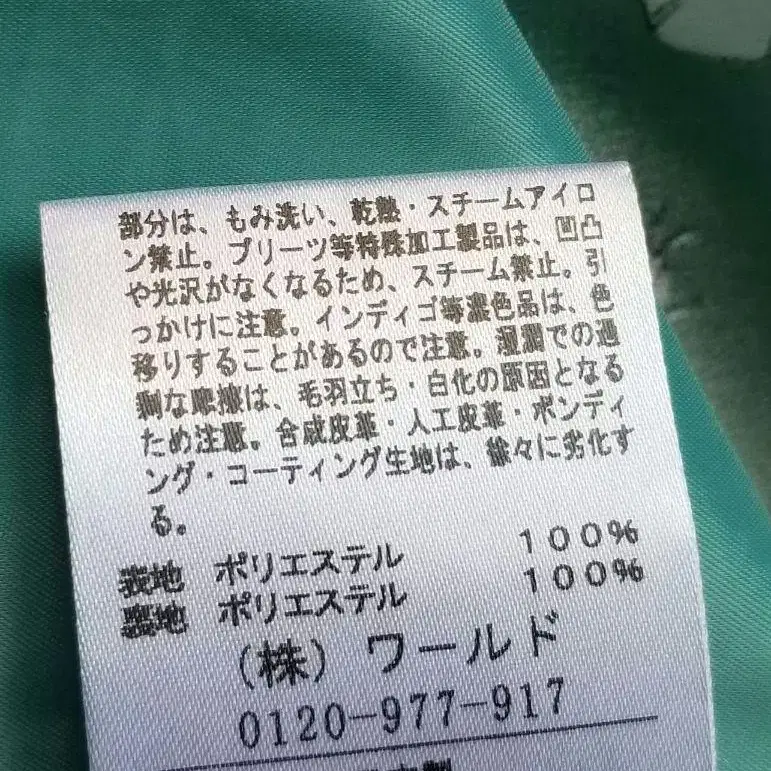 部分は、もみ洗い、乾熱・スチームアイロ
ン禁止。プリーツ等特殊加工製品は、凹凸
や光沢がなくなるため、スチーム禁止。引
っかけに注意。インディゴ等濃色品は、色
移りすることがあるので注意。湿潤での過
剰な摩擦は、毛羽立ち・白化の原因となる
ため注意。合成皮革・人工皮革・ボンディ
ング・コーティング生地は、徐々に劣化す
る。
表地 ポリエステル 100%
裏地 ポリエステル 100%
(株) ワールド
0120-977-917